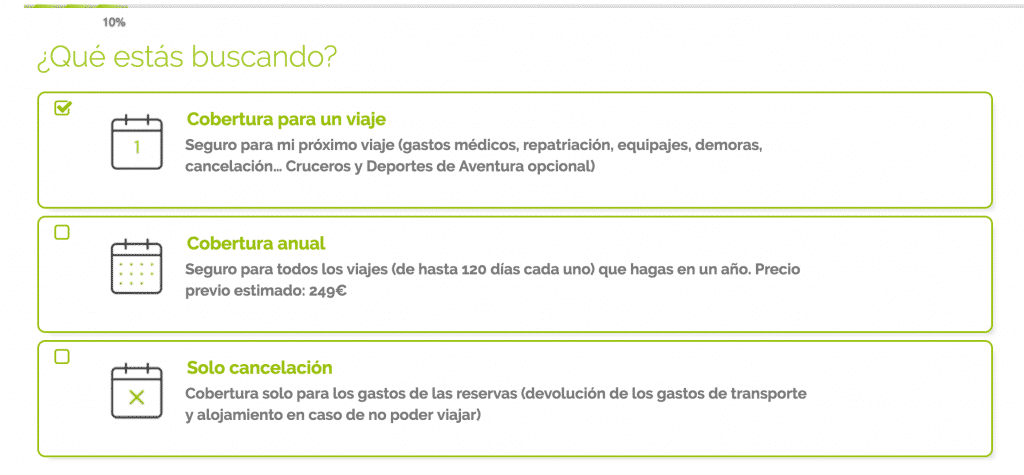 10%
¿Qué estás buscando?
Cobertura para un viaje
1
Seguro para mi próximo viaje (gastos médicos, repatriación, equipajes, demoras,
cancelación... Cruceros y Deportes de Aventura opcional)
Cobertura anual
Seguro para todos los viajes (de hasta 120 días cada uno) que hagas en un año. Precio
previo estimado: 249€
Solo cancelación
Cobertura solo para los gastos de las reservas (devolución de los gastos de transporte
y alojamiento en caso de no poder viajar)